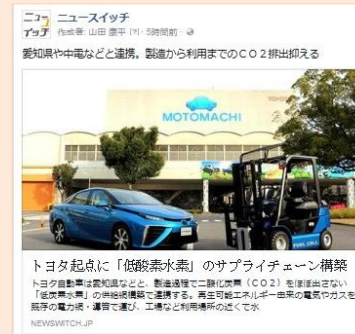 ニュースイッチ
ニュースイッチ
作成者: 山田 康平 [?]・5時間前・
愛知県や中電などと連携。製造から利用までのCO2排出抑える
MOTOMACHI
FUEL CELL
トヨタ起点に「低酸素水素」のサプライチェーン構築
トヨタ自動車は愛知県などと、製造過程で二酸化炭素（CO2）をほぼ出さない
「低炭素水素」の供給網構築で連携する。再生可能エネルギー由来の電気やガスを
既存の電力網・導管で運び、工場など利用場所の近くで水
NEWSWITCH.JP